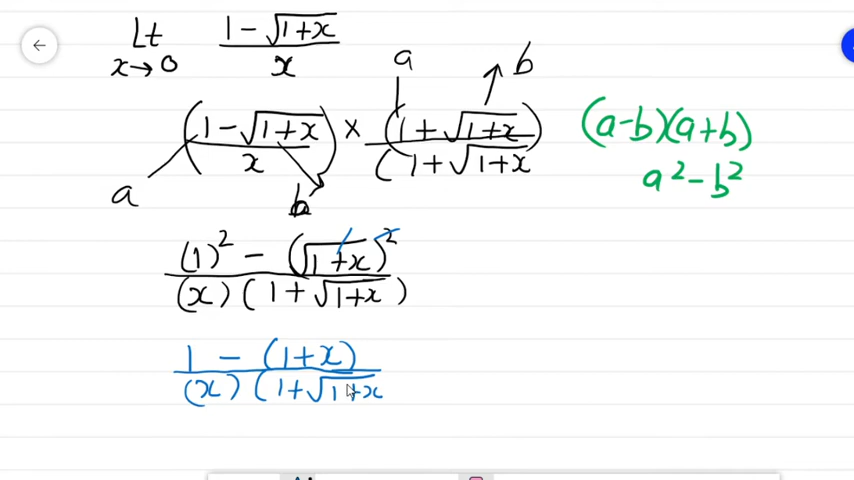 Lt x→0 (1-√(1+x))/x
a b
(1-√(1+x))/x × (1+√(1+x))/(1+√(1+x)) (a-b)(a+b)
a b a²-b²
((1)² - (√(1+x))²)/((x)(1+√(1+x)))
(1 - (1+x))/((x)(1+√(1+x